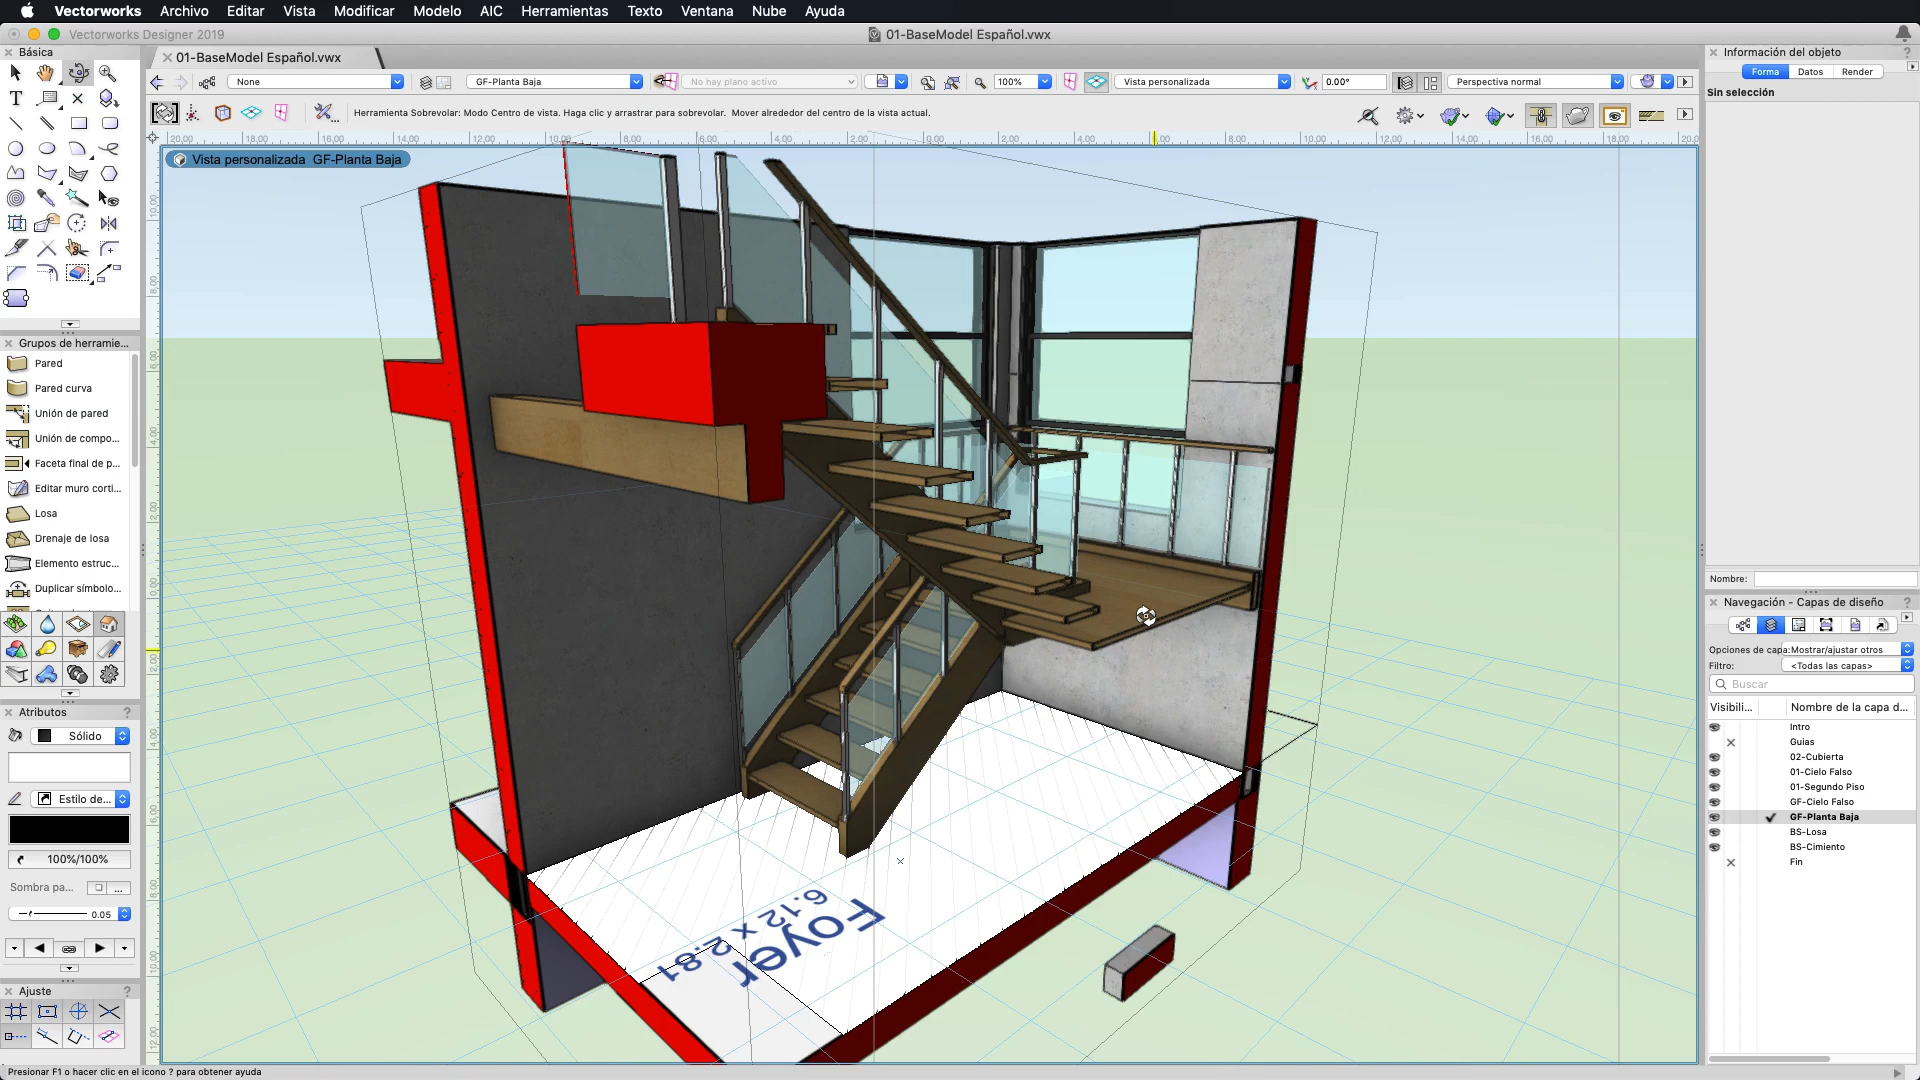 Vectorworks Archivo Editar Vista Modificar Modelo AIC Herramientas Texto Ventana Nube Ayuda
Vectorworks Designer 2019
01-BaseModel Español.vwx
Básica
01-BaseModel Español.vwx
None
GF-Planta Baja
No hay plano activo
100%
Vista personalizada
0.00°
Perspectiva normal
Herramienta Sobrevolar: Modo Centro de vista. Haga clic y arrastrar para sobrevolar. Mover alrededor del centro de la vista actual.
Vista personalizada GF-Planta Baja
Grupos de herramie...
Pared
Pared curva
Unión de pared
Unión de compo...
Faceta final de p...
Editar muro corti...
Losa
Drenaje de losa
Elemento estruc...
Duplicar símbolo...
Atributos
Sólido
Estilo de...
100%/100%
Sombra pa...
0.05
Ajuste
Foyer
6.12 x 2.81
Información del objeto
Forma Datos Render
Sin selección
Nombre:
Navegación - Capas de diseño
Opciones de capa: Mostrar/ajustar otros
Filtro: <Todas las capas>
Buscar
Visibili... Nombre de la capa d...
Intro
Guias
02-Cubierta
01-Cielo Falso
01-Segundo Piso
GF-Cielo Falso
GF-Planta Baja
BS-Losa
BS-Cimiento
Fin
Presionar F1 o hacer clic en el icono ? para obtener ayuda